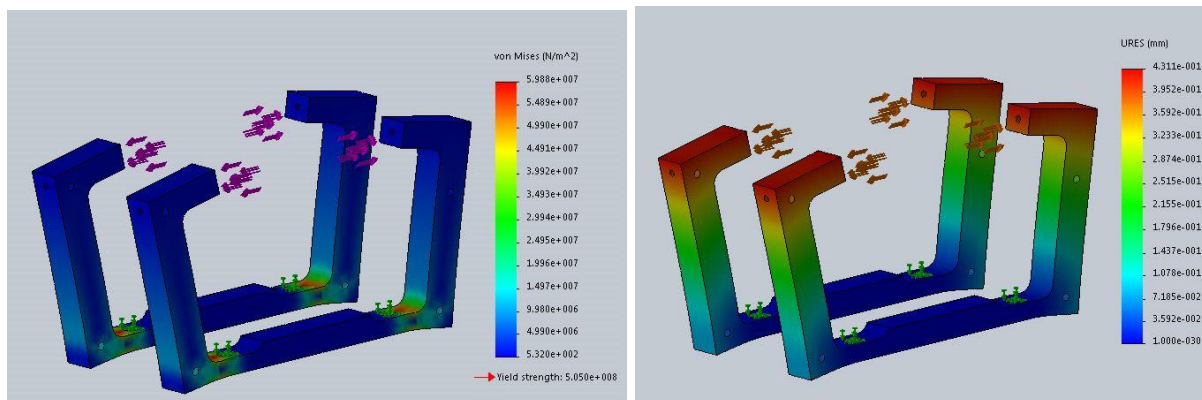 von Mises (N/m^2)
5.988e+007
5.489e+007
4.990e+007
4.491e+007
3.992e+007
3.493e+007
2.994e+007
2.495e+007
1.996e+007
1.497e+007
9.980e+006
4.990e+006
5.320e+002
Yield strength: 5.050e+008
URES (mm)
4.311e-001
3.952e-001
3.592e-001
3.233e-001
2.874e-001
2.515e-001
2.155e-001
1.796e-001
1.437e-001
1.078e-001
7.185e-002
3.592e-002
1.000e-030